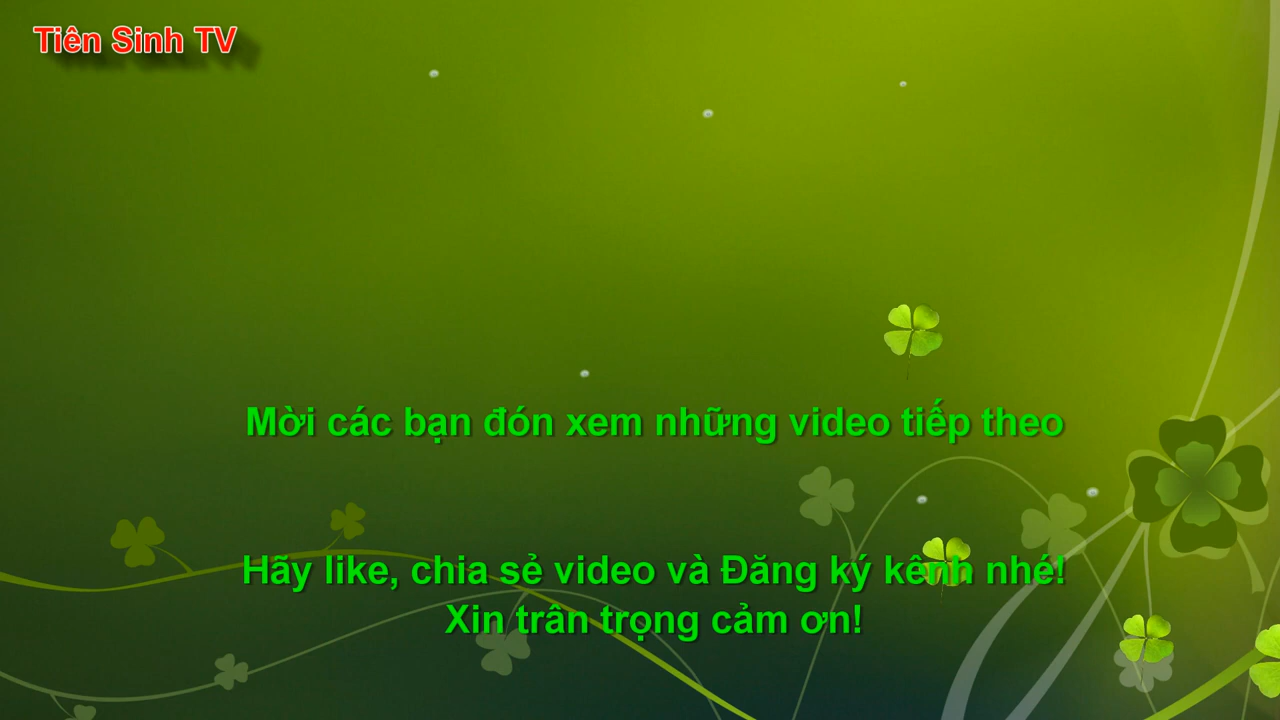 Tiên Sinh TV
Mời các bạn đón xem những video tiếp theo
Hãy like, chia sẻ video và Đăng ký kênh nhé!
Xin trân trọng cảm ơn!